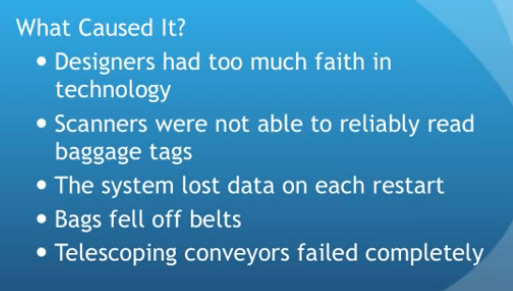 What Caused It?
• Designers had too much faith in
technology
• Scanners were not able to reliably read
baggage tags
• The system lost data on each restart
• Bags fell off belts
• Telescoping conveyors failed completely